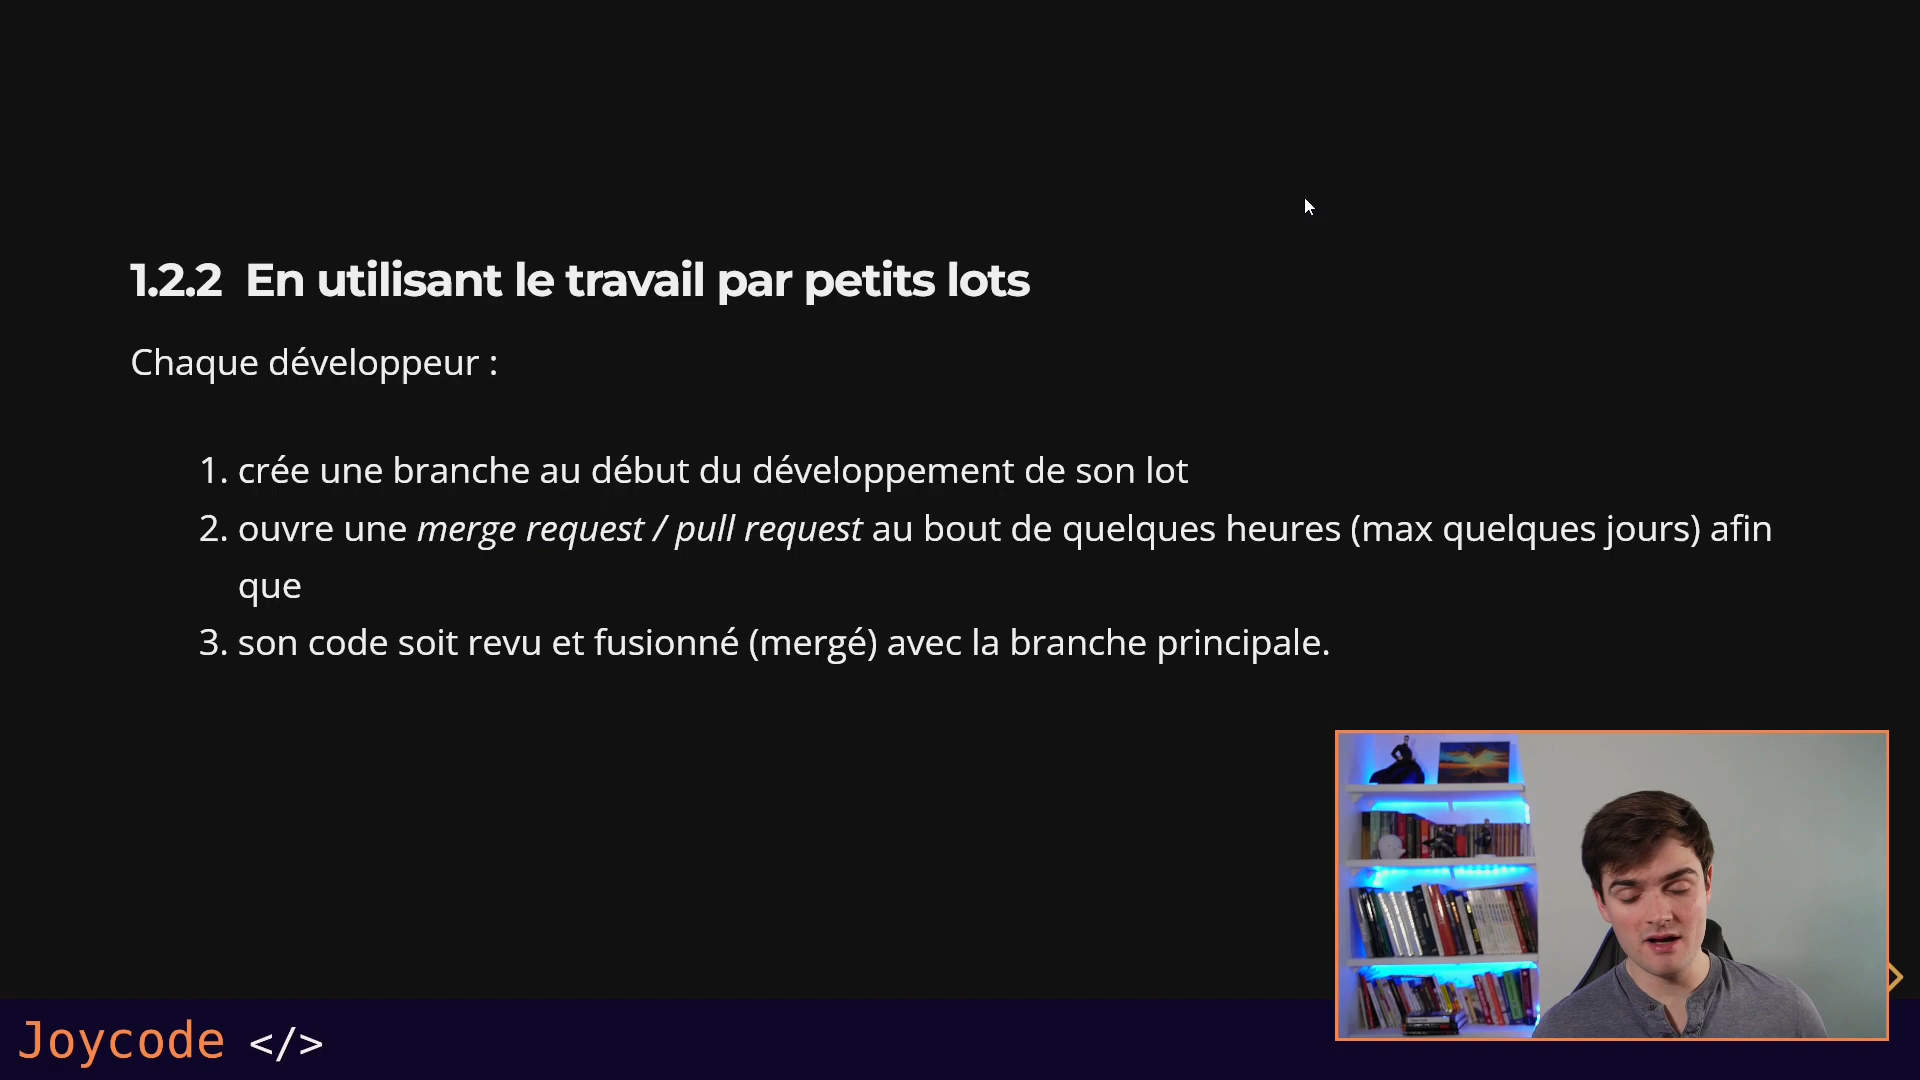 1.2.2 En utilisant le travail par petits lots
Chaque développeur :
1. crée une branche au début du développement de son lot
2. ouvre une merge request / pull request au bout de quelques heures (max quelques jours) afin
que
3. son code soit revu et fusionné (mergé) avec la branche principale.
Joycode </>